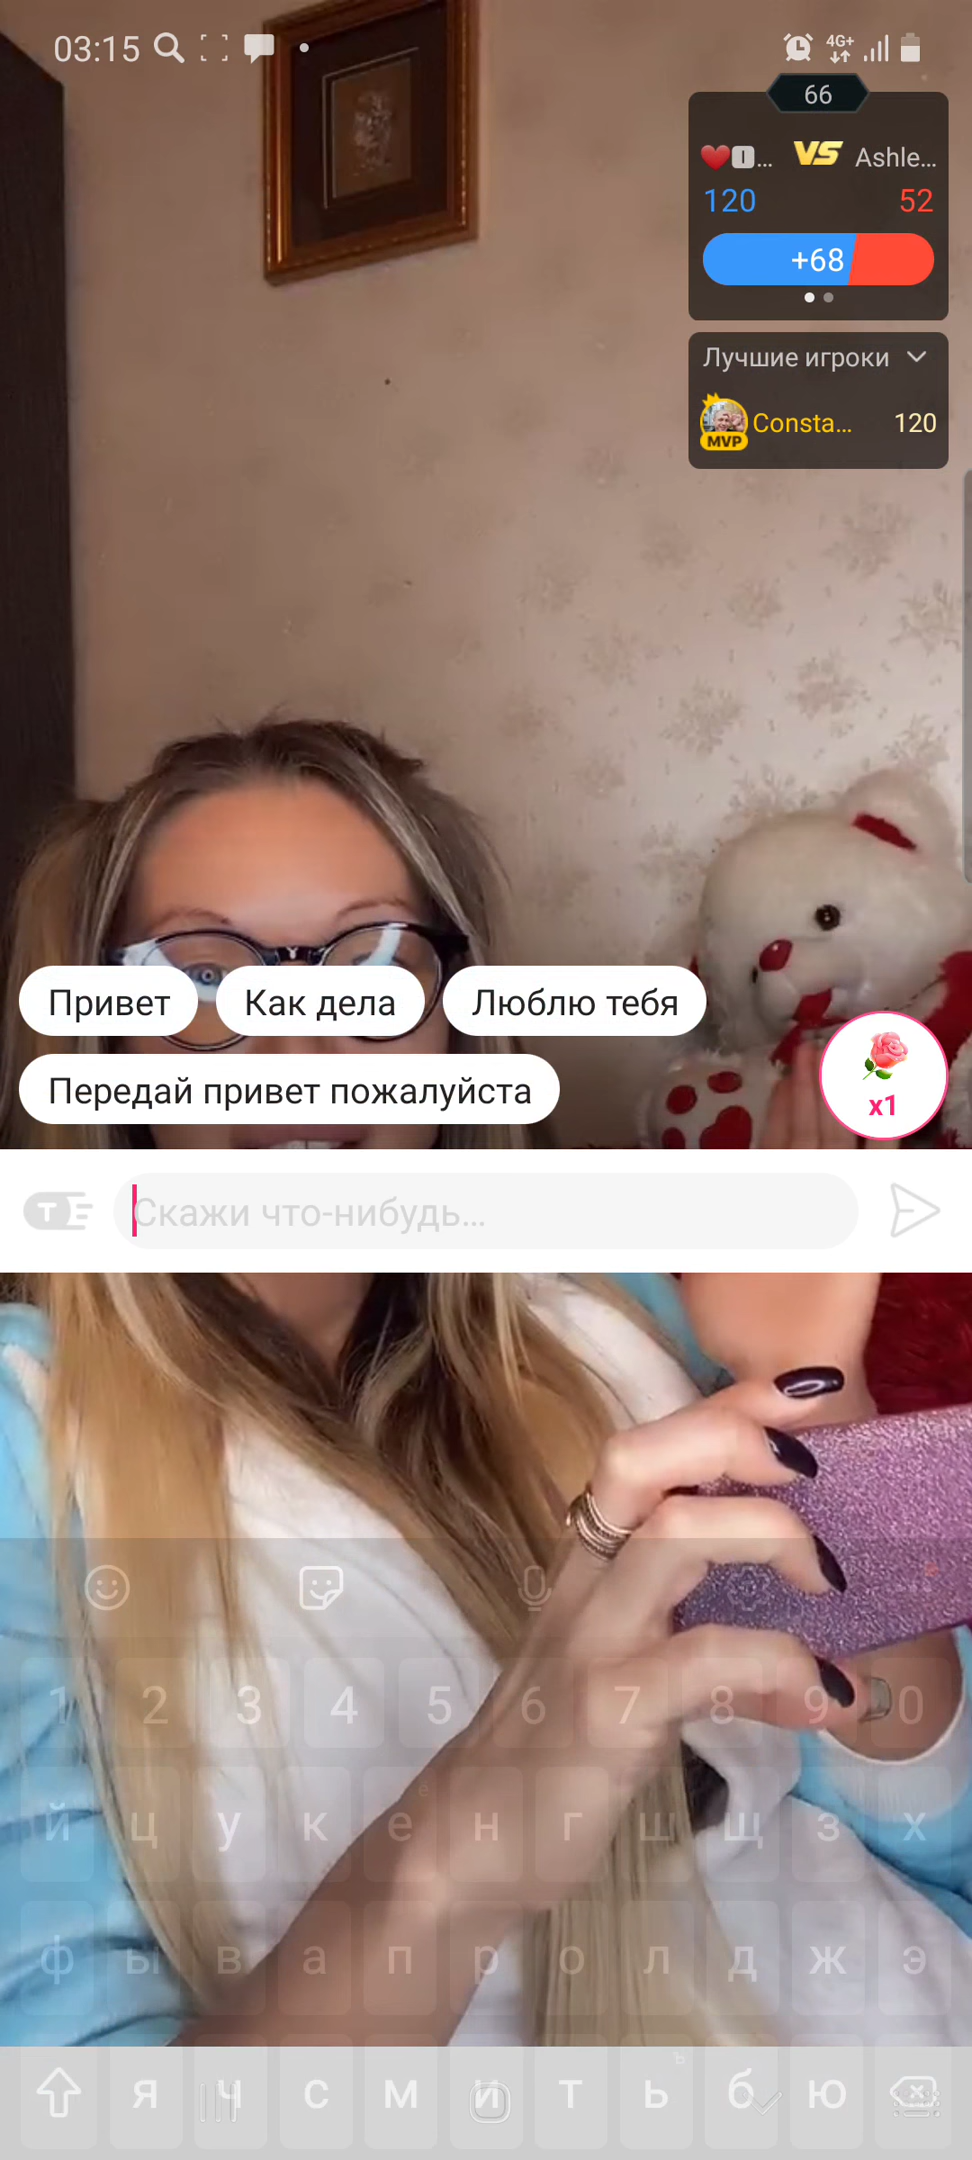 03:15
4G+
66
❤️I... VS Ashle...
120 52
+68
Лучшие игроки
MVP Consta... 120
Привет Как дела Люблю тебя
Передай привет пожалуйста
x1
T Скажи что-нибудь...
1 2 3 4 5 6 7 8 9 0
й ц у к е н г ш щ з х
ф ы в а п р о л д ж э
я ч с м и т ь б ю